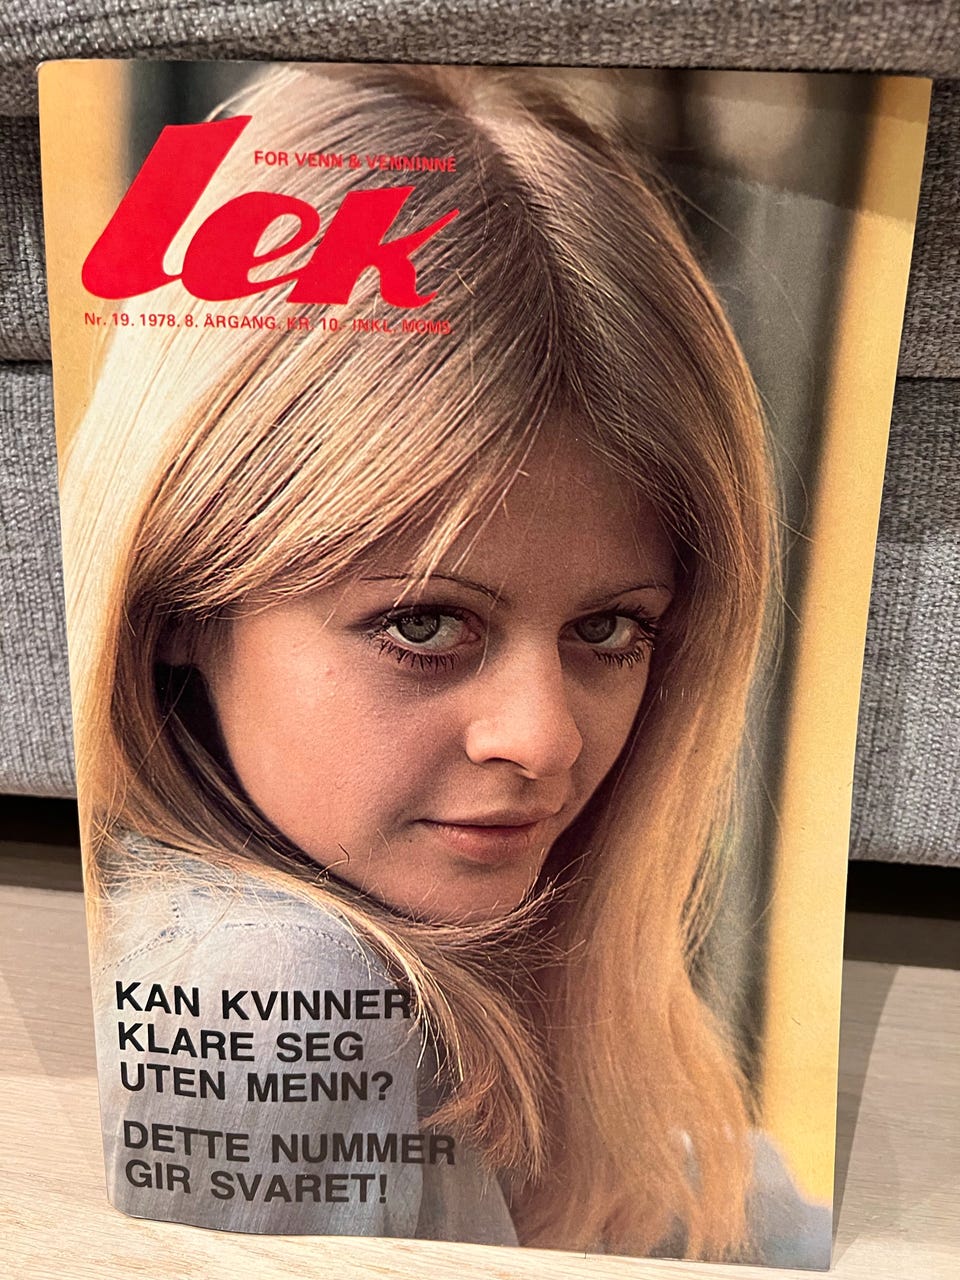 FOR VENN & VENNINNE
lek
Nr. 19. 1978. 8. ÅRGANG. KR. 10.- INKL, MOMS
KAN KVINNER
KLARE SEG
UTEN MENN?
DETTE NUMMER
GIR SVARET!